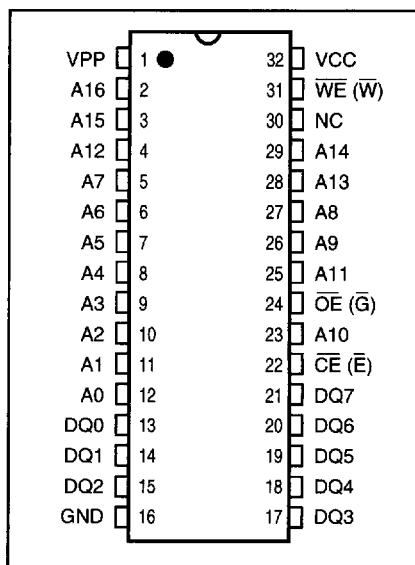 VPP 1 32 VCC
A16 2 31 W̅E̅ (W̅)
A15 3 30 NC
A12 4 29 A14
A7 5 28 A13
A6 6 27 A8
A5 7 26 A9
A4 8 25 A11
A3 9 24 O̅E̅ (G̅)
A2 10 23 A10
A1 11 22 C̅E̅ (E̅)
A0 12 21 DQ7
DQ0 13 20 DQ6
DQ1 14 19 DQ5
DQ2 15 18 DQ4
GND 16 17 DQ3